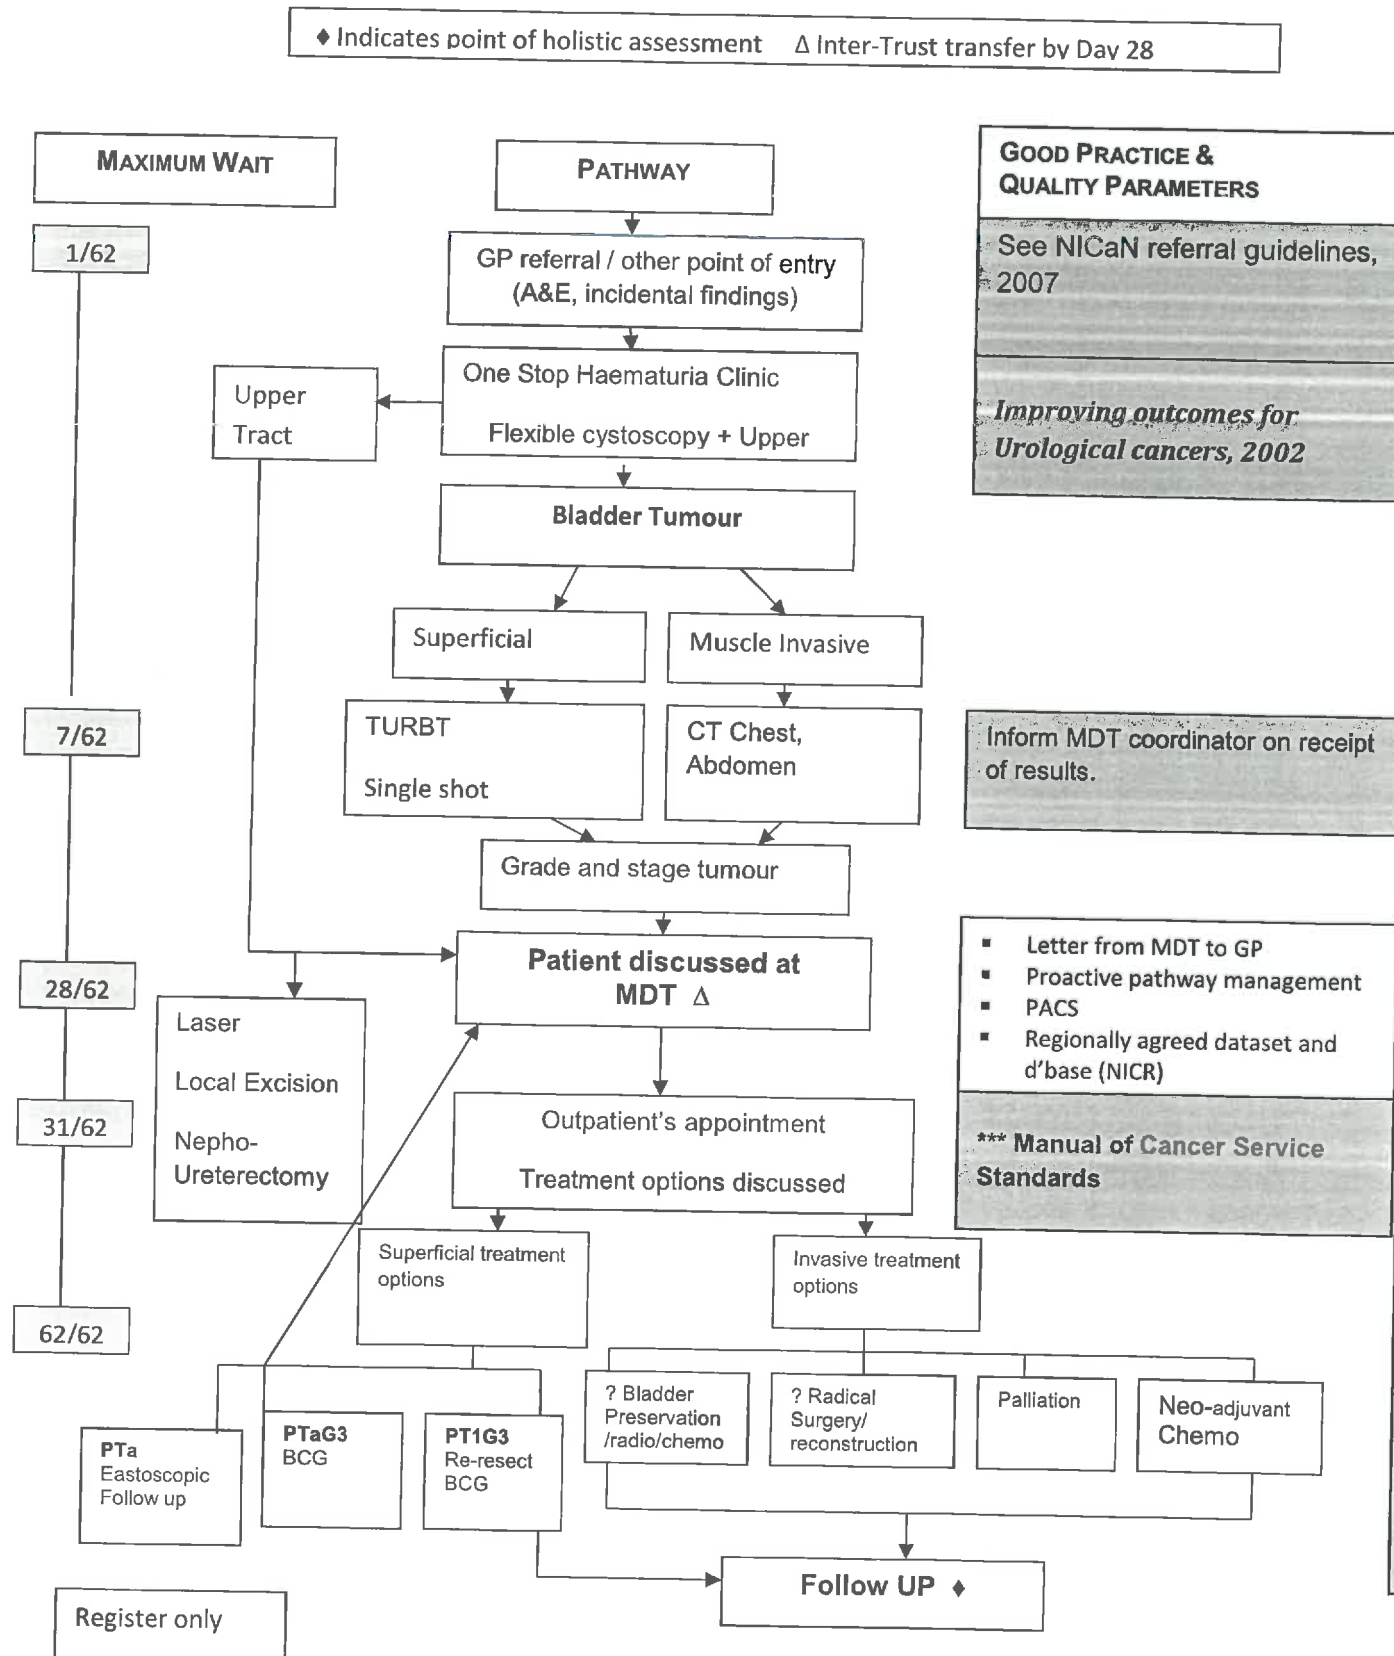 ♦ Indicates point of holistic assessment Δ Inter-Trust transfer by Day 28
MAXIMUM WAIT
PATHWAY
GOOD PRACTICE &
QUALITY PARAMETERS
1/62
GP referral / other point of entry
(A&E, incidental findings)
See NICaN referral guidelines,
2007
Upper
Tract
One Stop Haematuria Clinic
Flexible cystoscopy + Upper
Improving outcomes for
Urological cancers, 2002
Bladder Tumour
Superficial
Muscle Invasive
7/62
TURBT
Single shot
CT Chest,
Abdomen
Inform MDT coordinator on receipt
of results.
Grade and stage tumour
Patient discussed at
MDT Δ
▪ Letter from MDT to GP
▪ Proactive pathway management
▪ PACS
▪ Regionally agreed dataset and
d'base (NICR)
28/62
Laser
Local Excision
Nepho-
Ureterectomy
31/62
Outpatient's appointment
Treatment options discussed
*** Manual of Cancer Service
Standards
Superficial treatment
options
Invasive treatment
options
62/62
PTa
Eastoscopic
Follow up
PTaG3
BCG
PT1G3
Re-resect
BCG
? Bladder
Preservation
/radio/chemo
? Radical
Surgery/
reconstruction
Palliation
Neo-adjuvant
Chemo
Follow UP ♦
Register only